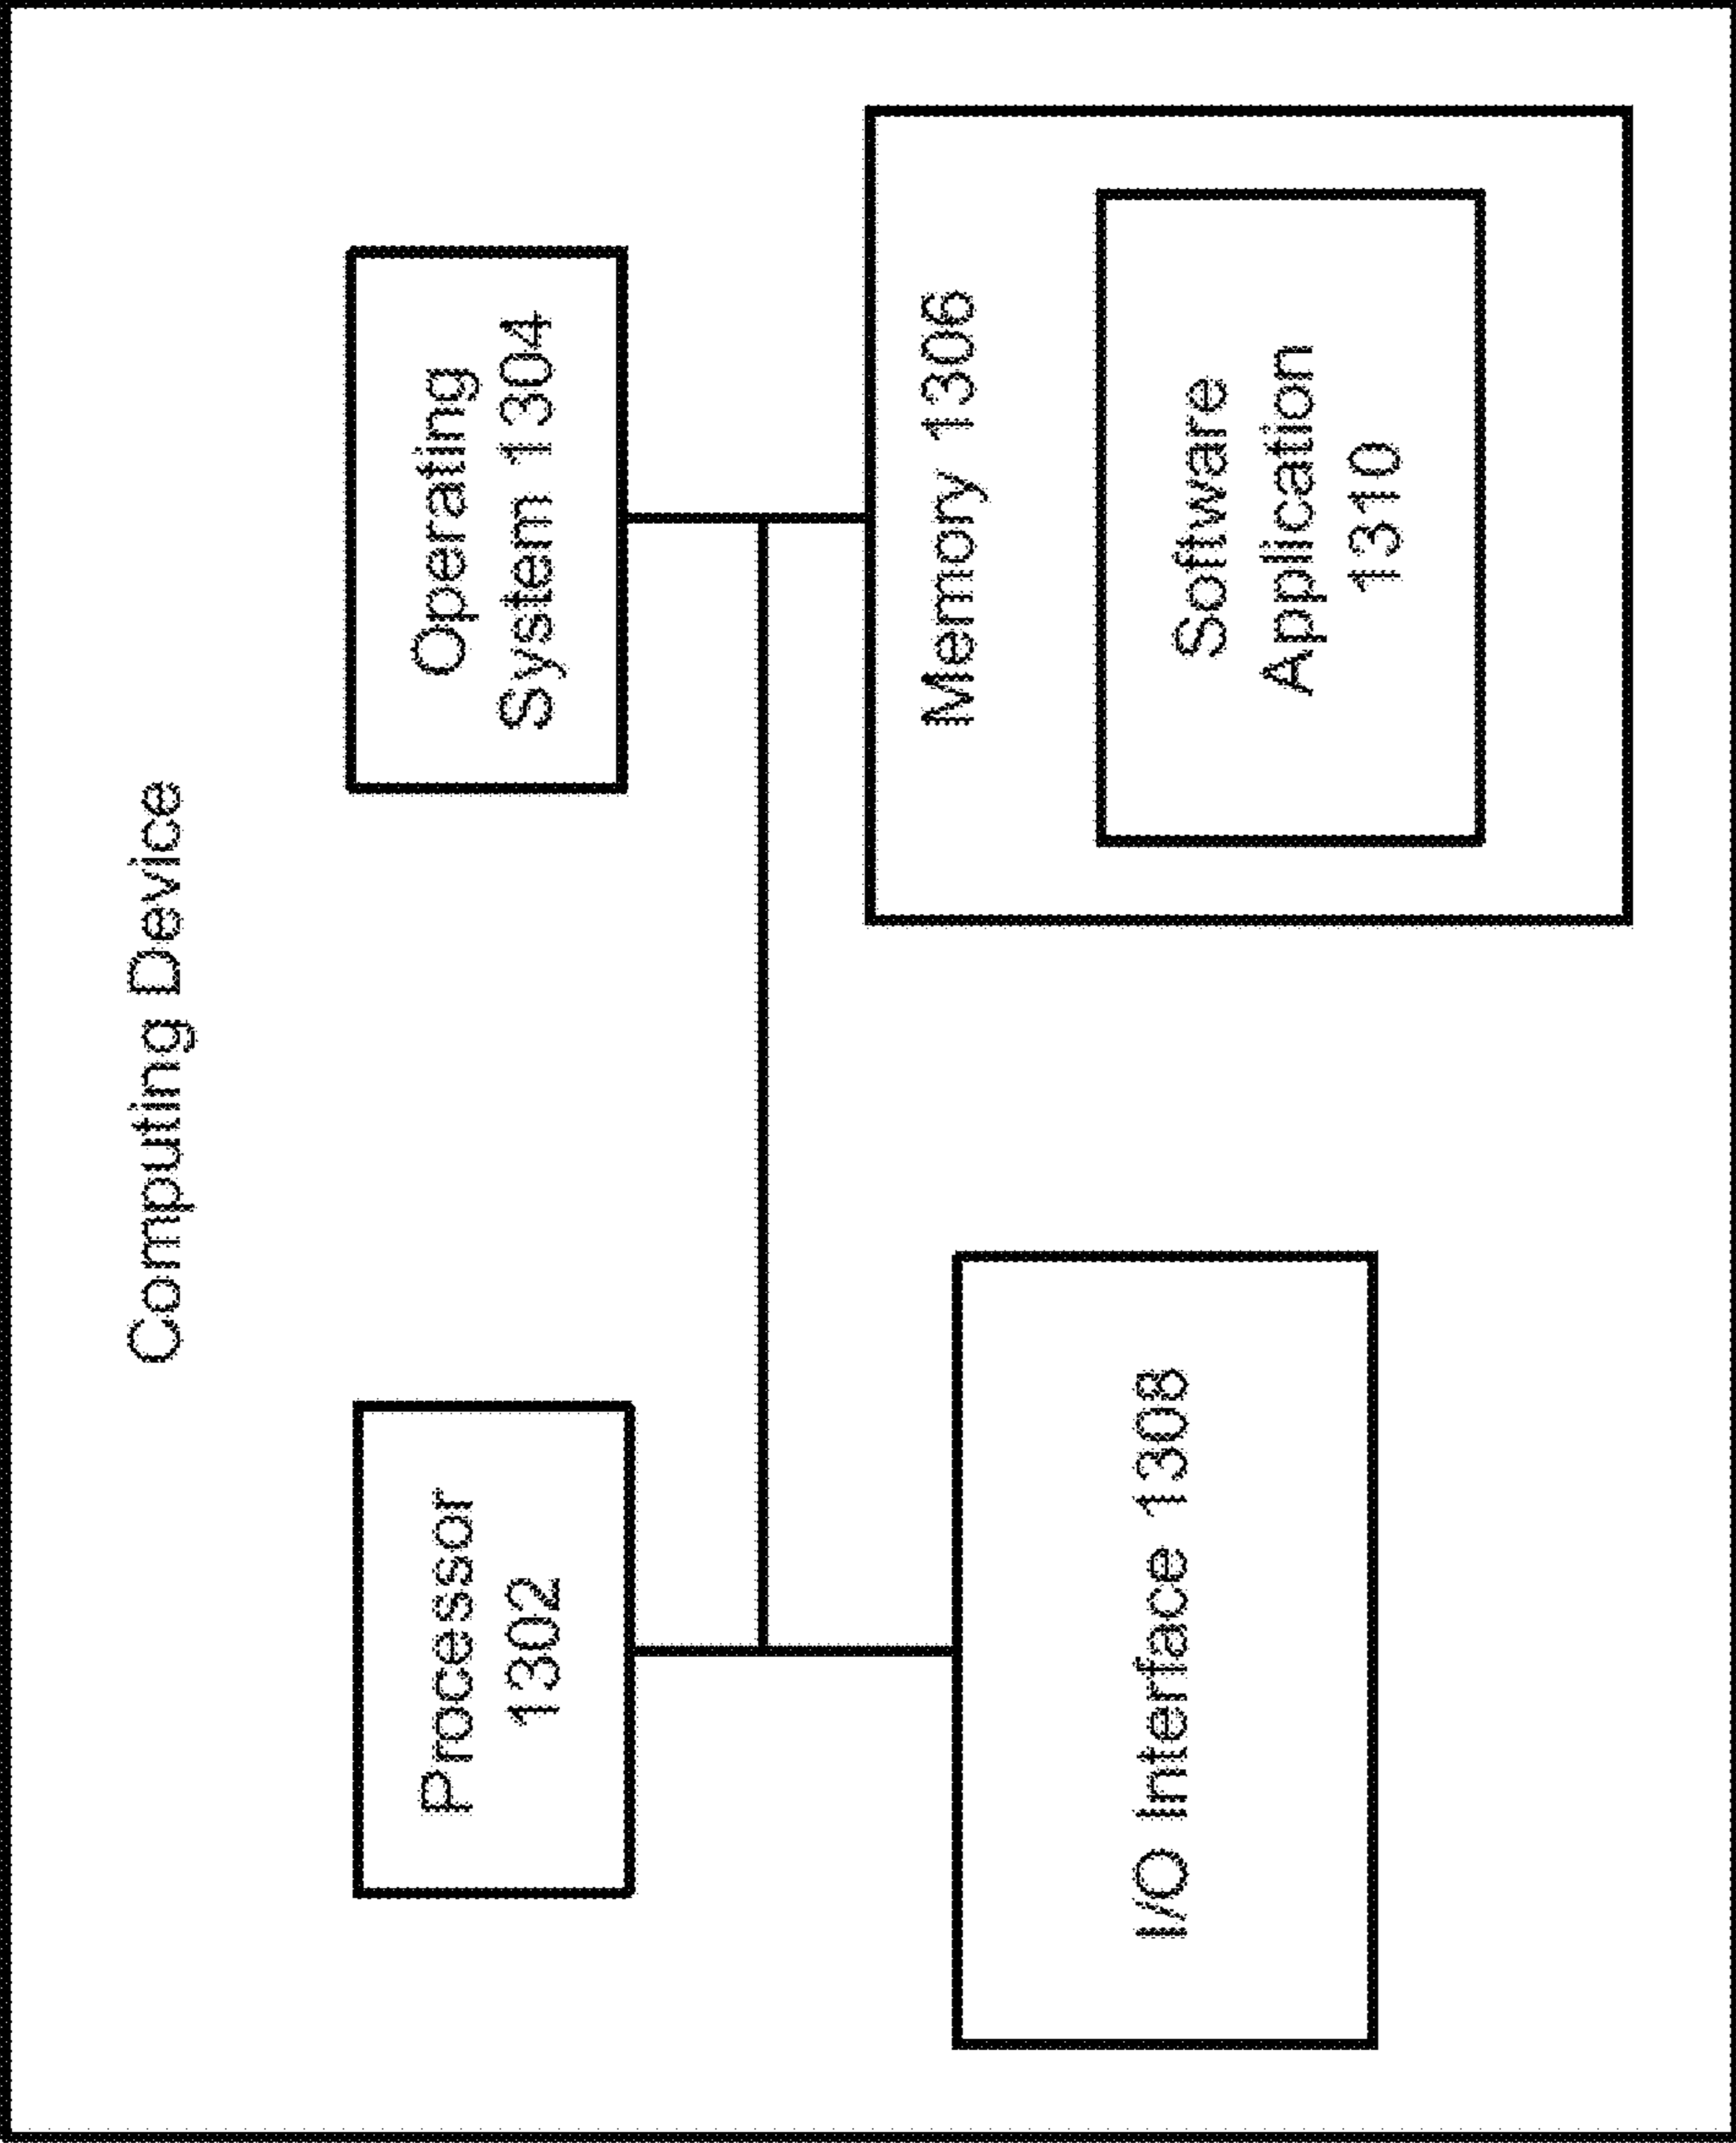 Computing Device
Processor
1302
Operating
System 1304
I/O Interface 1308
Memory 1306
Software
Application
1310